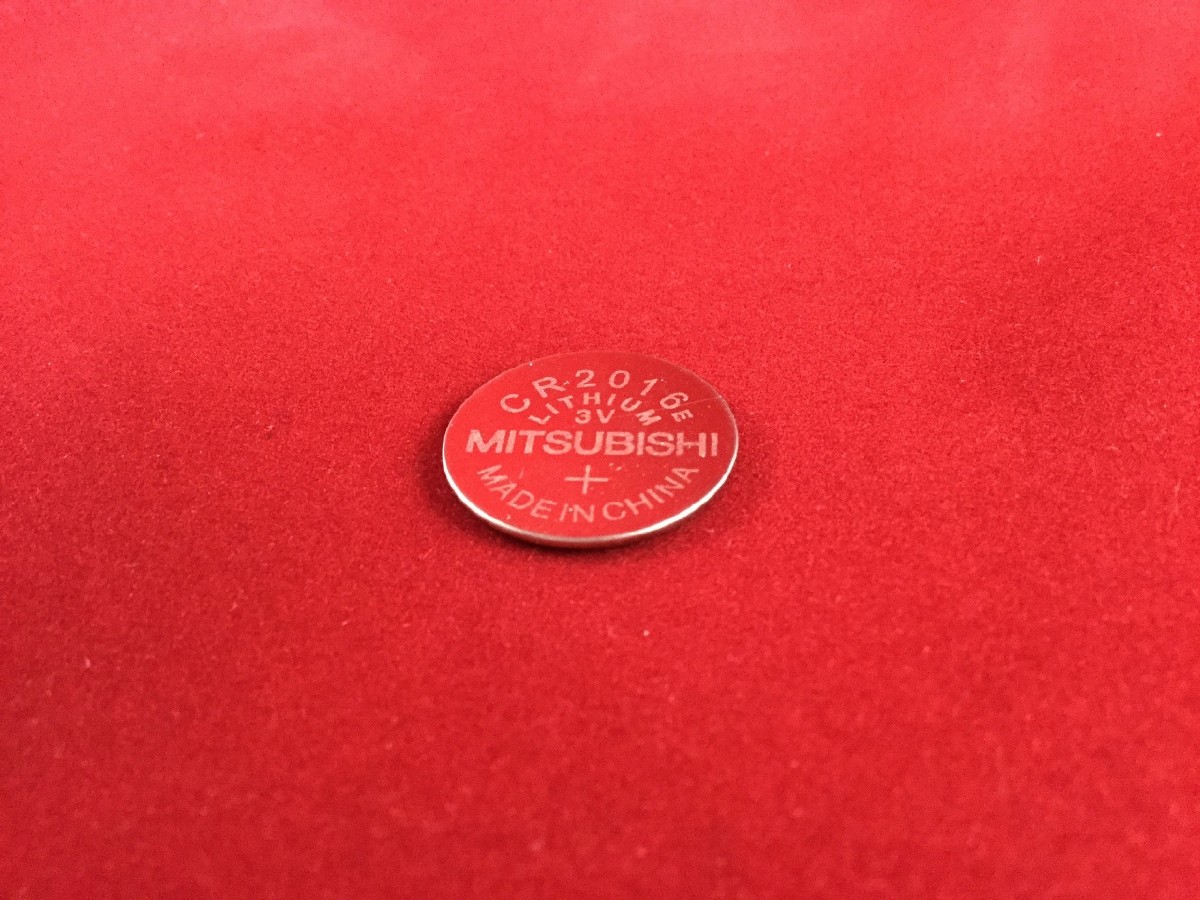 CR2016E
LITHIUM
3V
MITSUBISHI
+
MADE IN CHINA